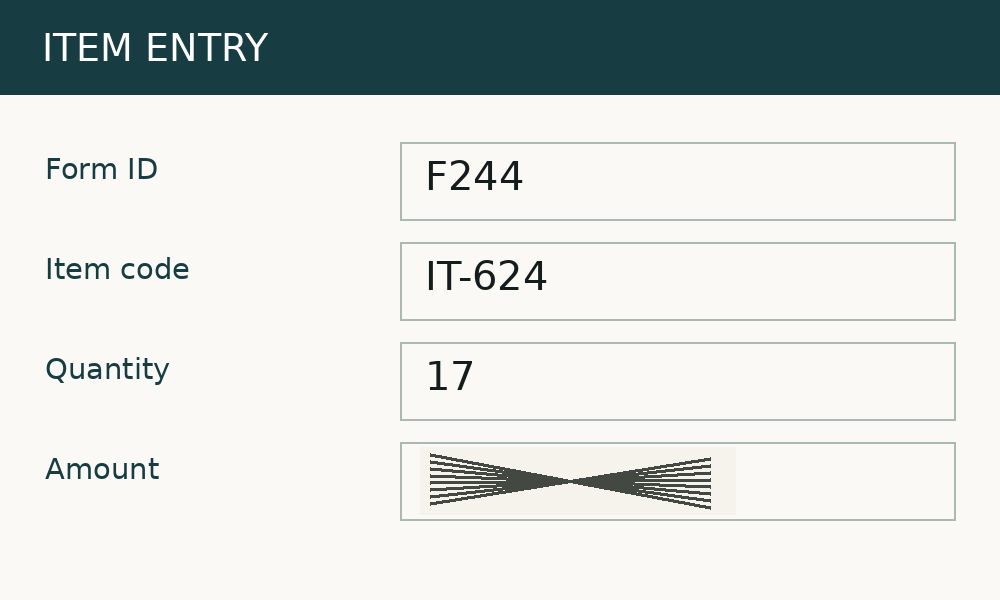 ITEM ENTRY
Form ID F244
Item code IT-624
Quantity 17
Amount